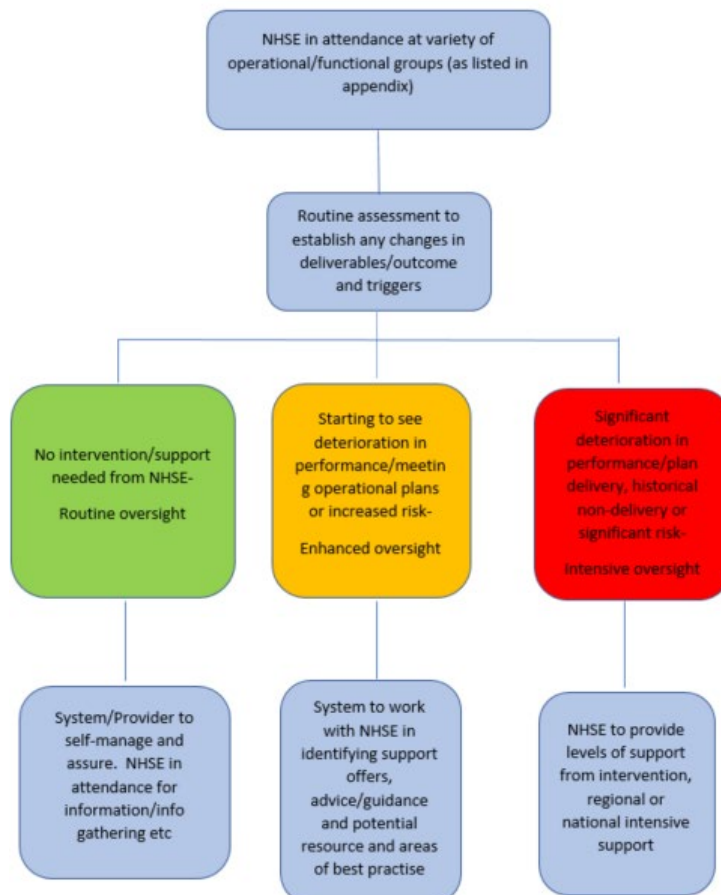 NHSE in attendance at variety of
operational/functional groups (as listed in
appendix)
Routine assessment to
establish any changes in
deliverables/outcome
and triggers
No intervention/support
needed from NHSE-
Routine oversight
Starting to see
deterioration in
performance/meetin
g operational plans
or increased risk-
Enhanced oversight
Significant
deterioration in
performance/plan
delivery, historical
non-delivery or
significant risk-
Intensive oversight
System/Provider to
self-manage and
assure. NHSE in
attendance for
information/info
gathering etc
System to work
with NHSE in
identifying support
offers,
advice/guidance
and potential
resource and areas
of best practise
NHSE to provide
levels of support
from intervention,
regional or
national intensive
support